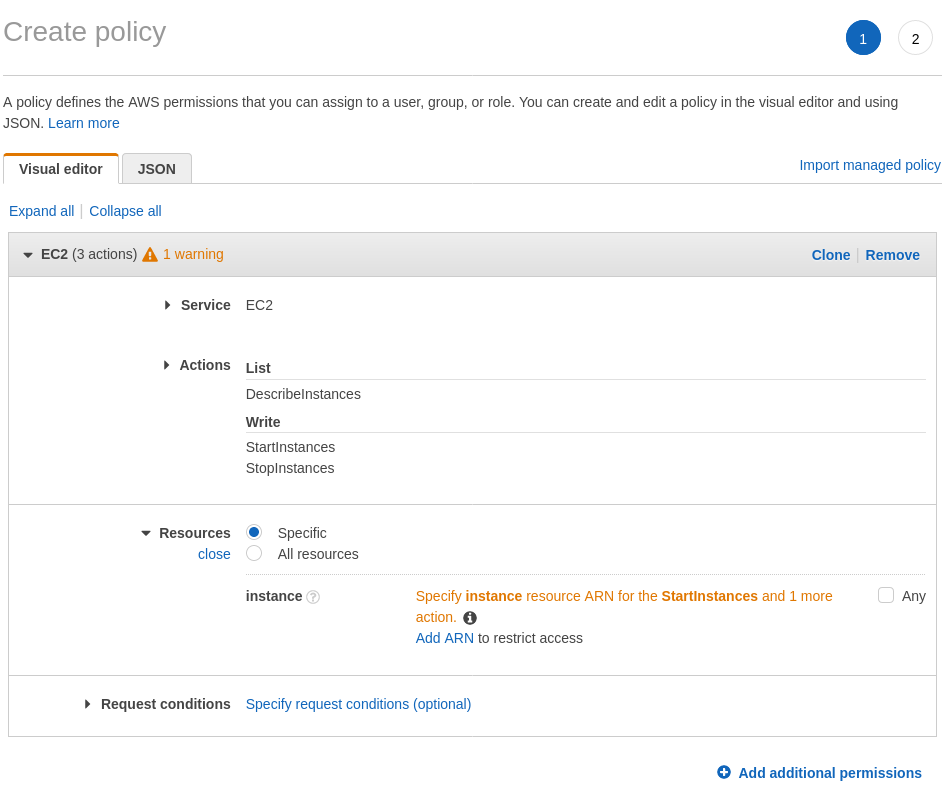 Create policy
1
2
A policy defines the AWS permissions that you can assign to a user, group, or role. You can create and edit a policy in the visual editor and using
JSON. Learn more
Visual editor
JSON
Import managed policy
Expand all
Collapse all
EC2 (3 actions)
1 warning
Clone
Remove
Service
EC2
Actions
List
DescribeInstances
Write
StartInstances
StopInstances
Resources
Specific
close
All resources
instance ?
Specify instance resource ARN for the StartInstances and 1 more
action.
Any
Add ARN to restrict access
Request conditions
Specify request conditions (optional)
Add additional permissions